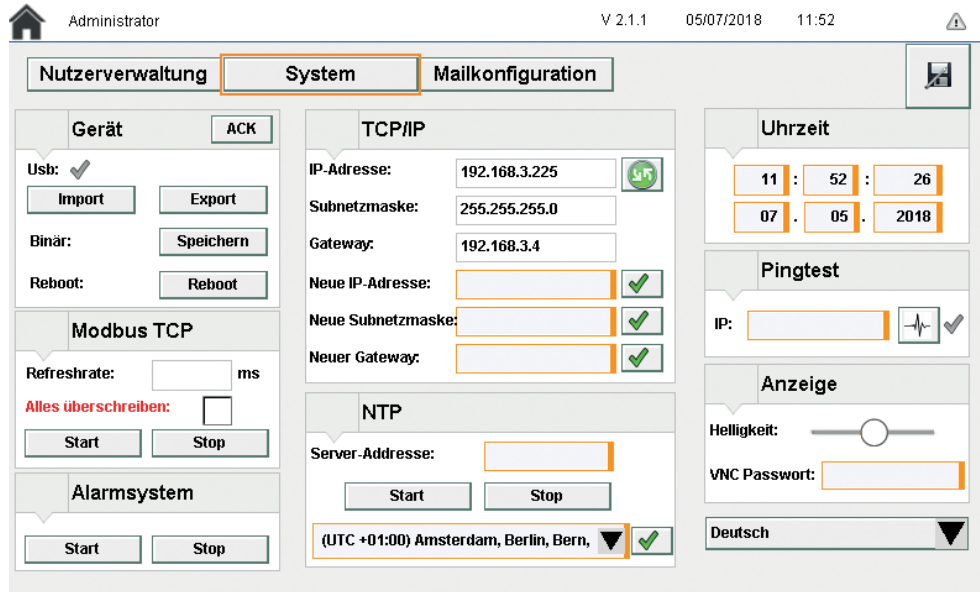 Administrator V 2.1.1 05/07/2018 11:52
Nutzerverwaltung System Mailkonfiguration
Gerät ACK
Usb:
Import Export
Binär: Speichern
Reboot: Reboot
Modbus TCP
Refreshrate: ms
Alles überschreiben:
Start Stop
Alarmsystem
Start Stop
TCP/IP
IP-Adresse: 192.168.3.225
Subnetzmaske: 255.255.255.0
Gateway: 192.168.3.4
Neue IP-Adresse:
Neue Subnetzmaske:
Neuer Gateway:
NTP
Server-Addresse:
Start Stop
(UTC +01:00) Amsterdam, Berlin, Bern,
Uhrzeit
11 : 52 : 26
07 . 05 . 2018
Pingtest
IP:
Anzeige
Helligkeit:
VNC Passwort:
Deutsch